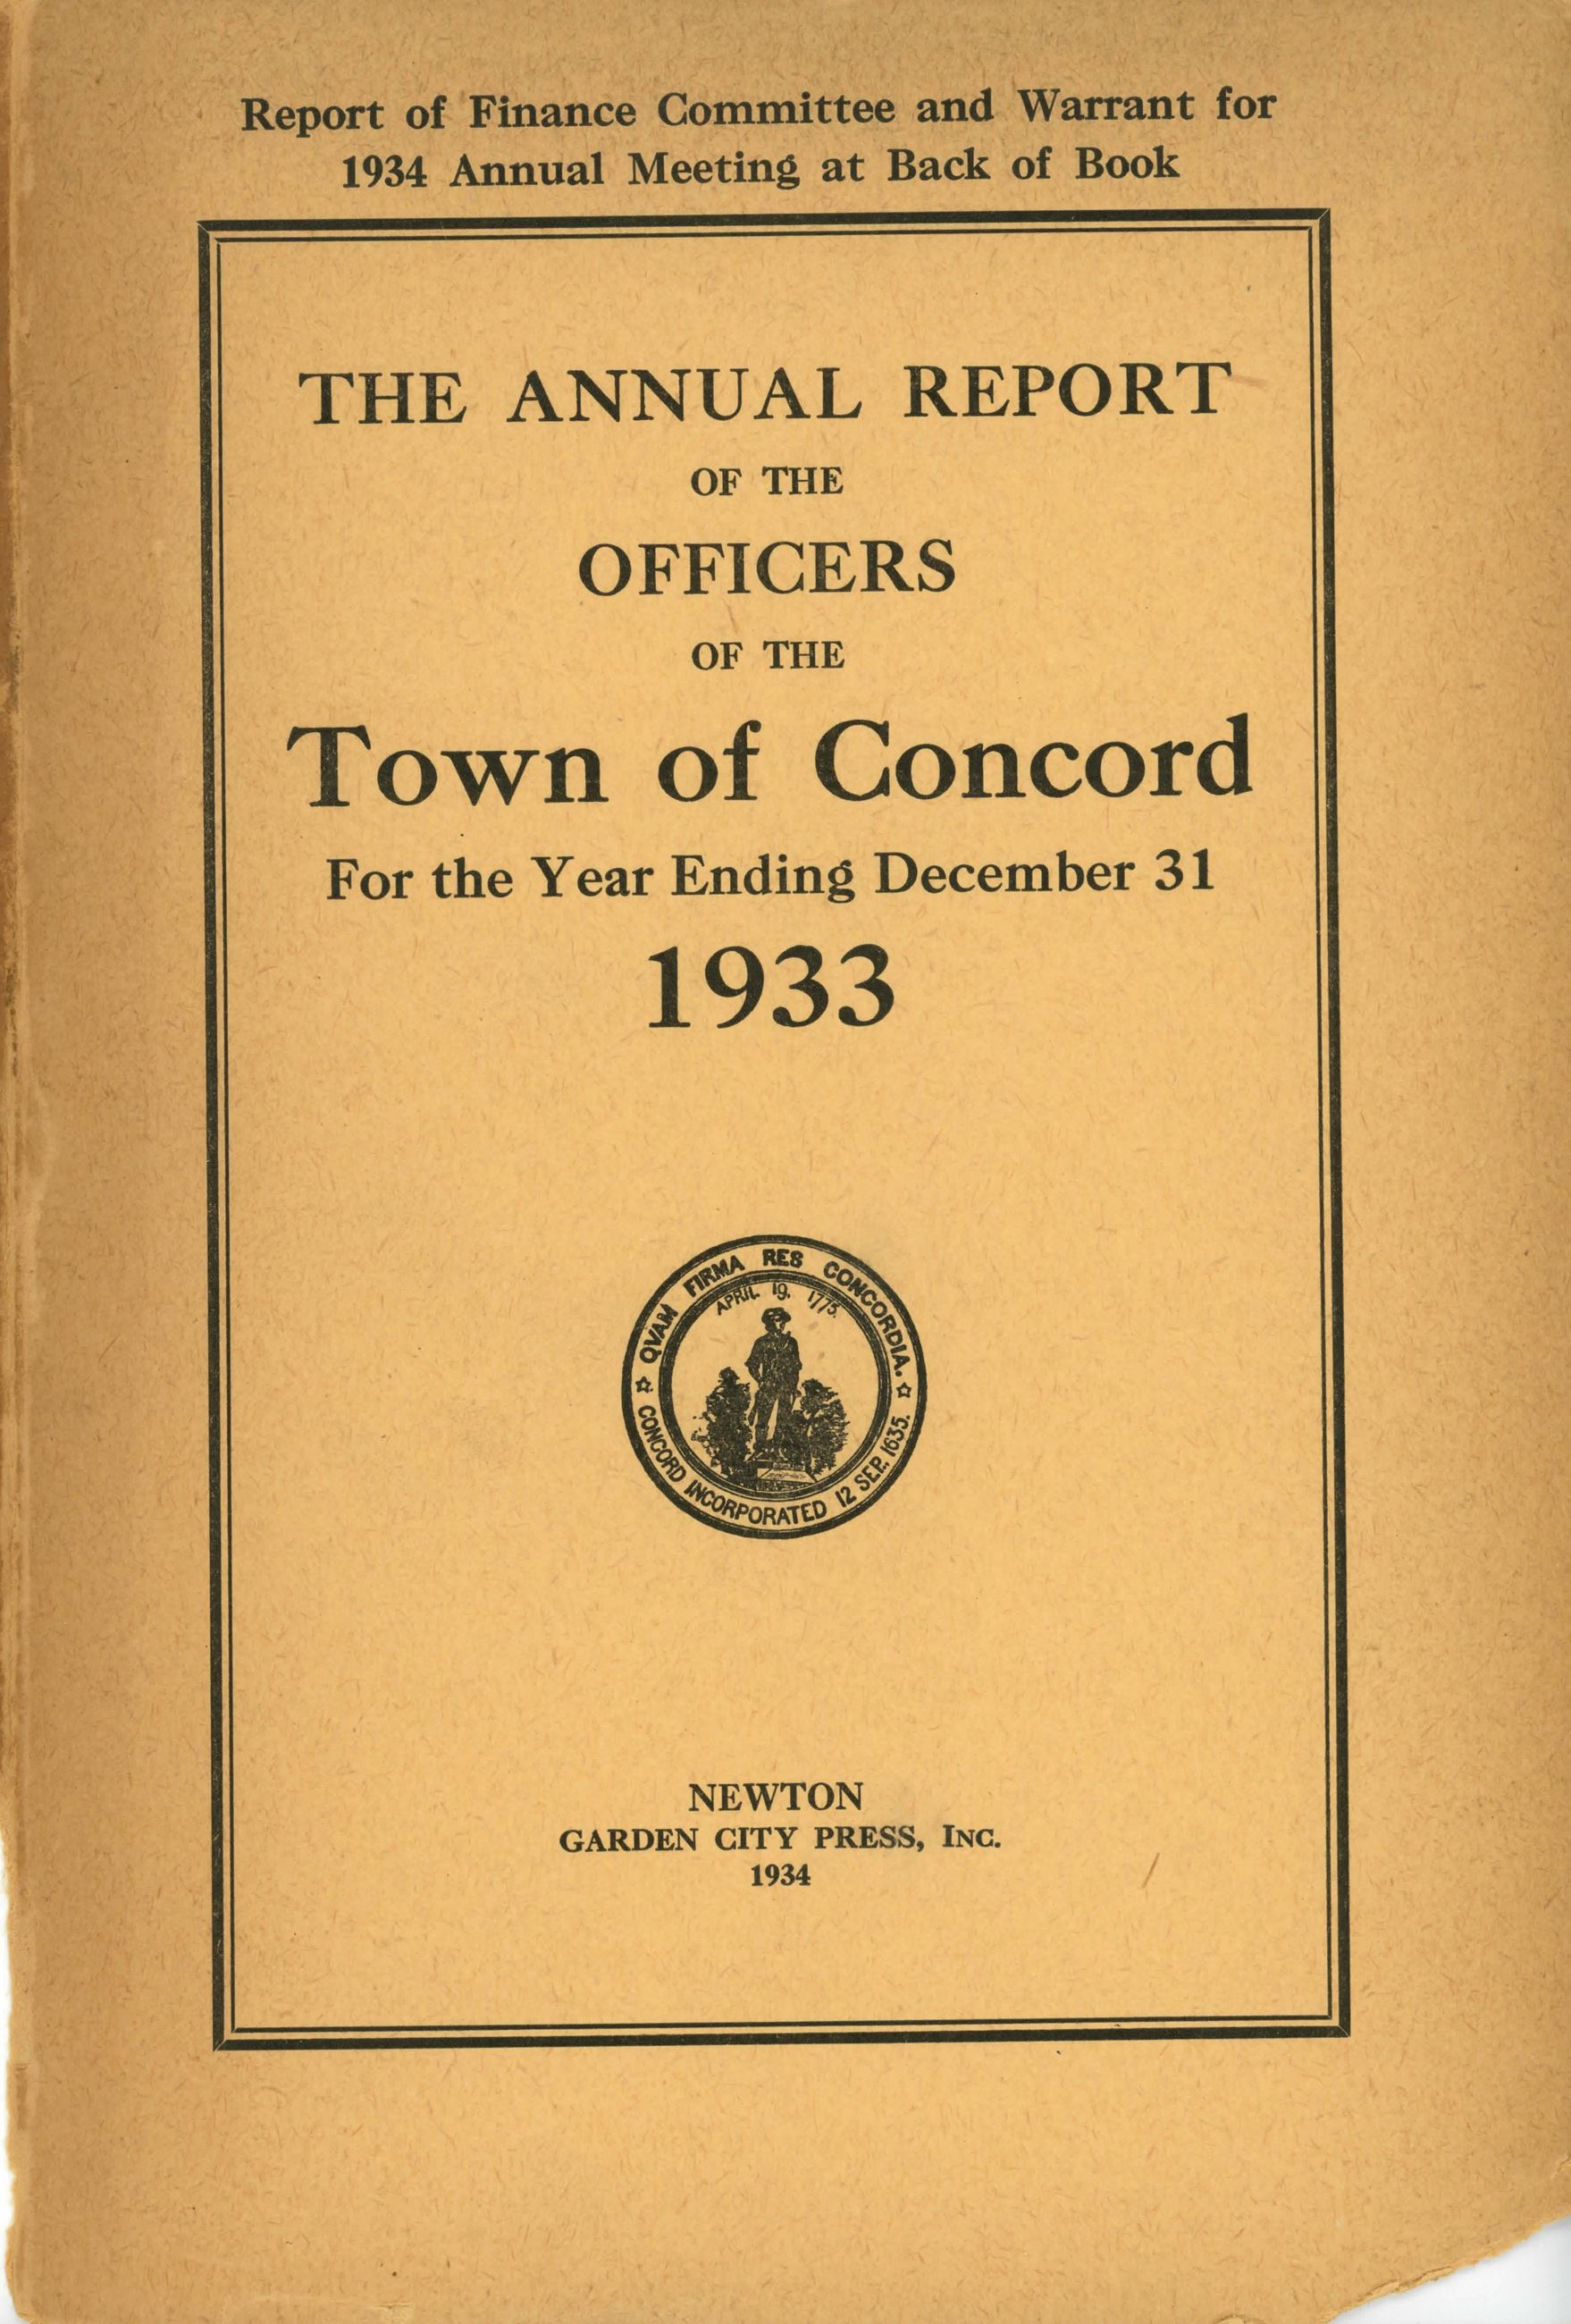 Report of Finance Committee and Warrant for
1934 Annual Meeting at Back of Book
THE ANNUAL REPORT
OF THE
OFFICERS
OF THE
Town of Concord
For the Year Ending December 31
1933
QVAM FIRMA RES CONCORDIA.
APRIL 19. 1775.
CONCORD INCORPORATED 12 SEP. 1635.
NEWTON
GARDEN CITY PRESS, INC.
1934